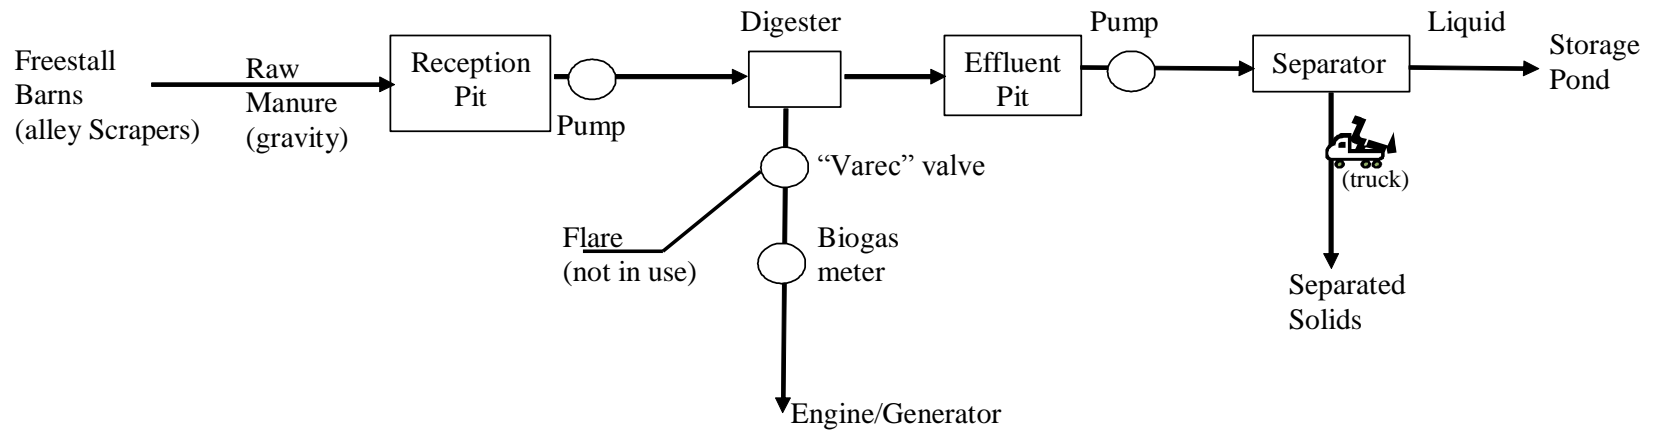 Digester
Pump
Liquid
Freestall
Barns
(alley Scrapers)
Raw
Manure
(gravity)
Reception
Pit
Pump
Effluent
Pit
Separator
Storage
Pond
“Varec” valve
(truck)
Flare
(not in use)
Biogas
meter
Separated
Solids
Engine/Generator